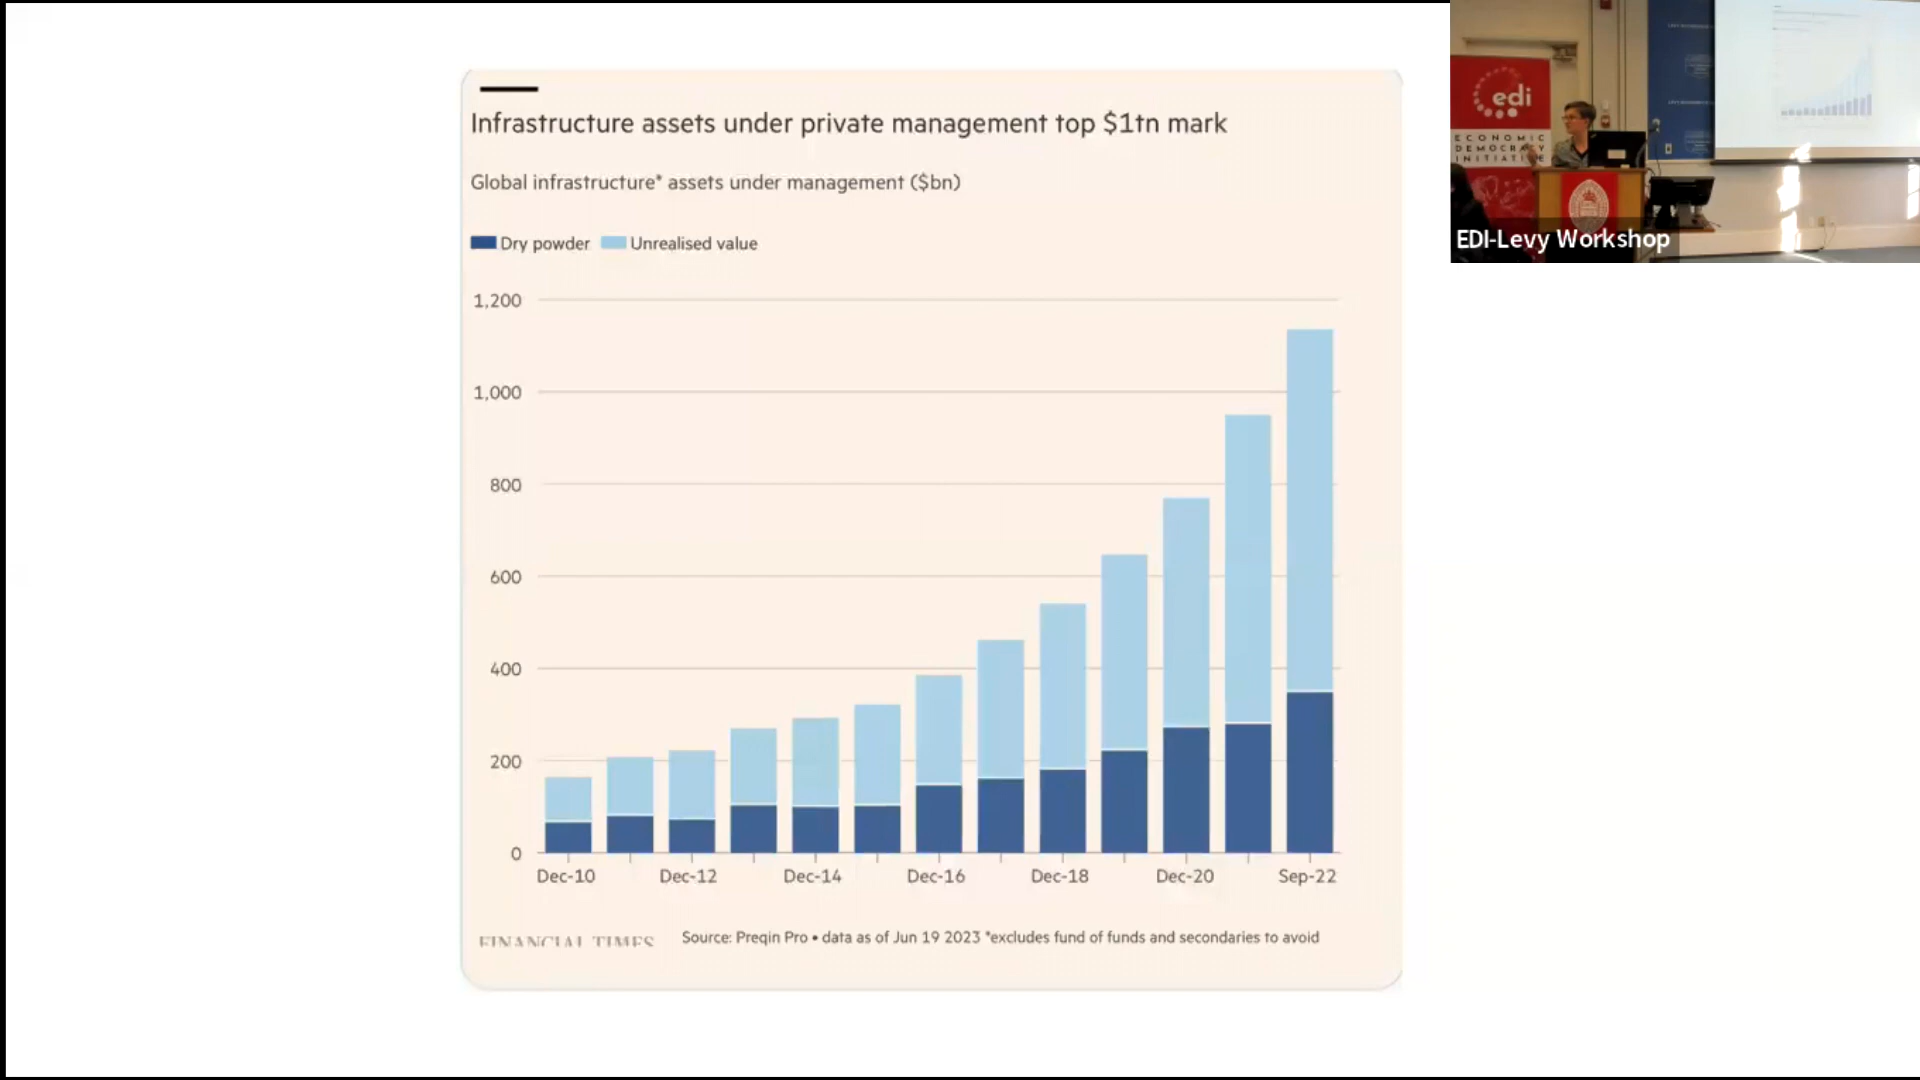 Infrastructure assets under private management top $1tn mark
Global infrastructure* assets under management ($bn)
Dry powder Unrealised value
1,200
1,000
800
600
400
200
0
Dec-10 Dec-12 Dec-14 Dec-16 Dec-18 Dec-20 Sep-22
FINANCIAL TIMES
Source: Preqin Pro • data as of Jun 19 2023 *excludes fund of funds and secondaries to avoid
edi
ECONOMIC
DEMOCRACY
INITIATIVE
EDI-Levy Workshop